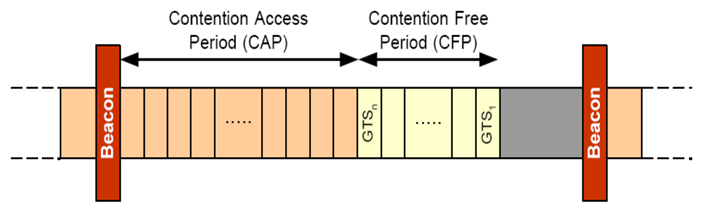 Contention Access
Period (CAP)
Contention Free
Period (CFP)
Beacon
.....
GTSn
.....
GTS1
Beacon